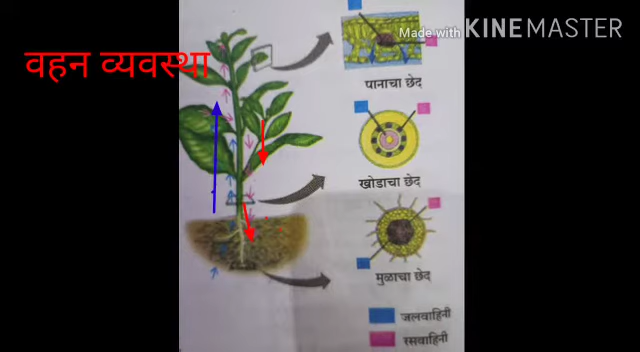 Made with KINEMASTER
वहन व्यवस्था
पानाचा छेद
खोडाचा छेद
मुळाचा छेद
जलवाहिनी
रसवाहिनी